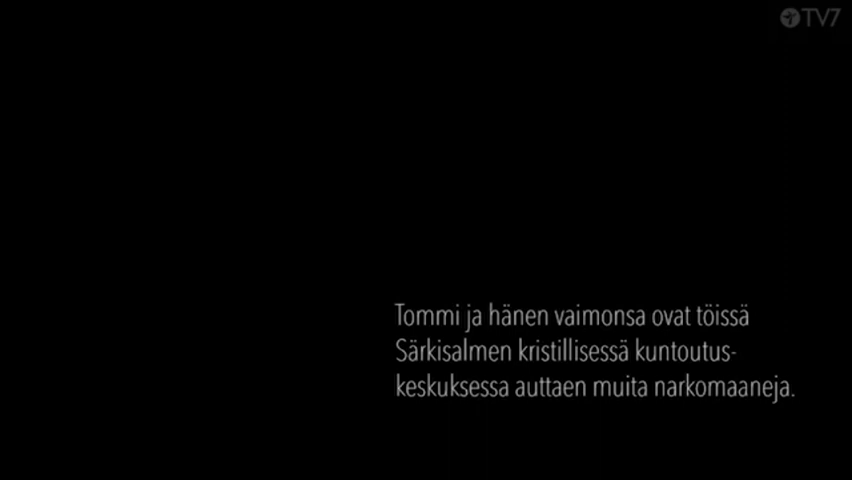 TV7
Tommi ja hänen vaimonsa ovat töissä
Särkisalmen kristillisessä kuntoutus-
keskuksessa auttaen muita narkomaaneja.